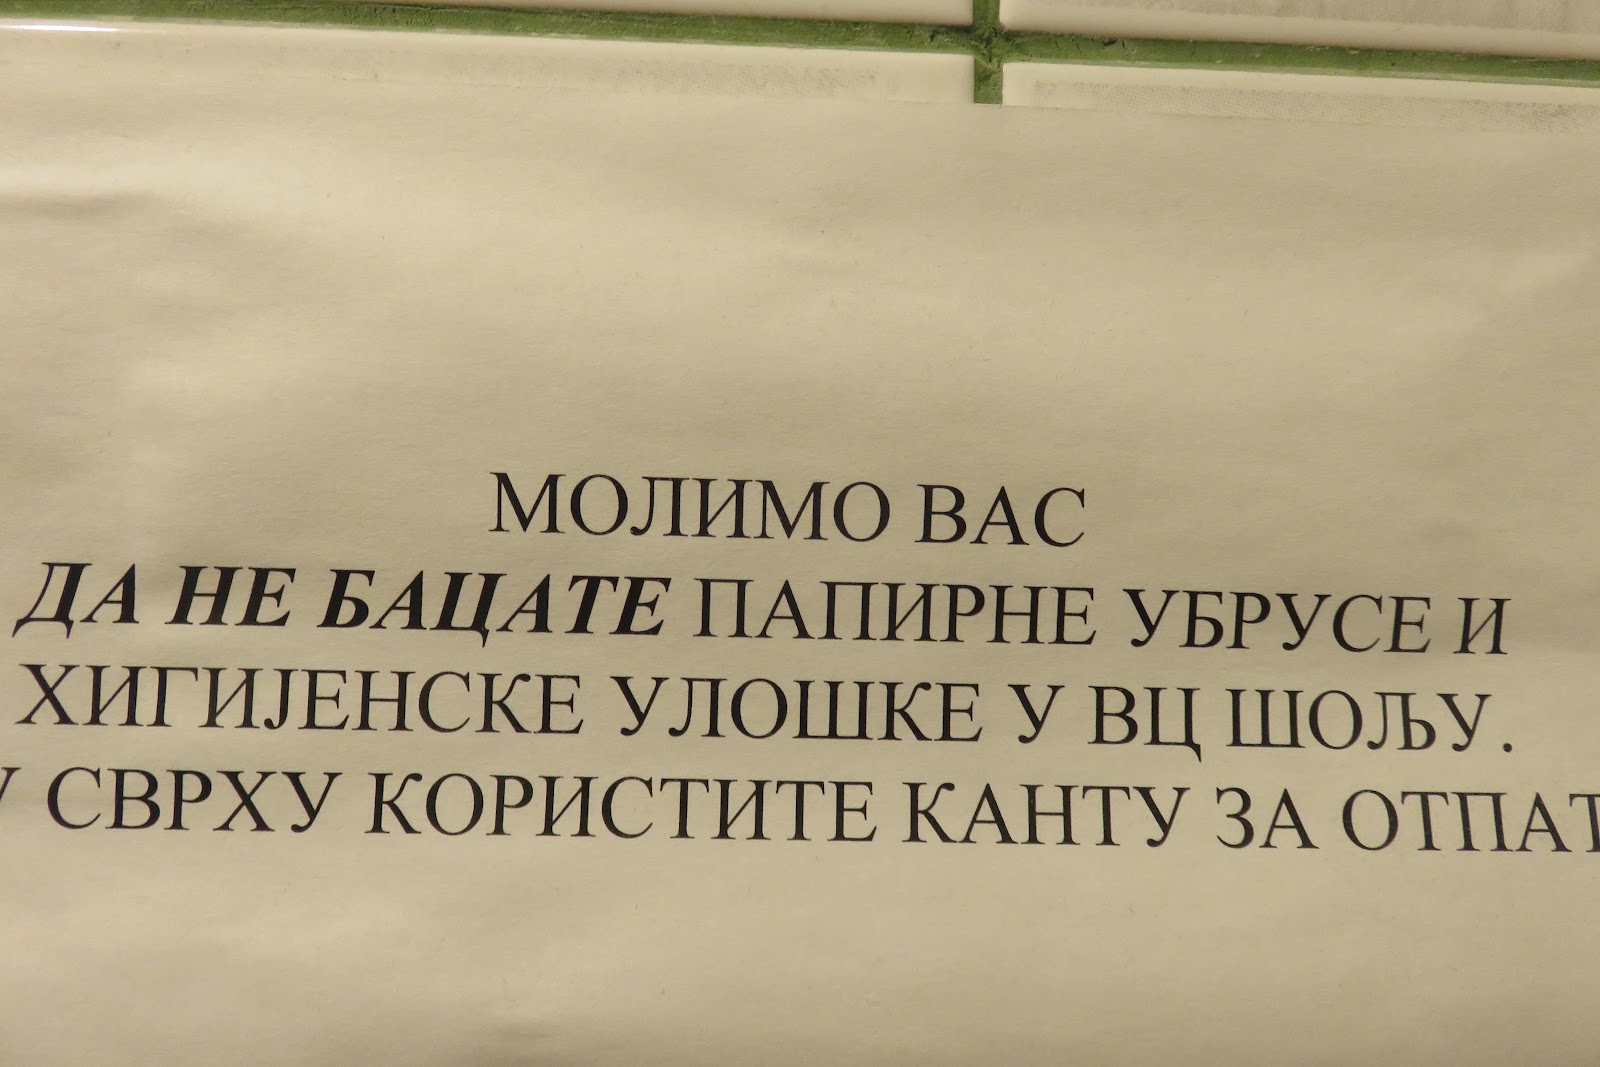 МОЛИМО ВАС
ДА НЕ БАЦАТЕ ПАПИРНЕ УБРУСЕ И
ХИГИЈЕНСКЕ УЛОШКЕ У ВЦ ШОЉУ.
СВРХУ КОРИСТИТЕ КАНТУ ЗА